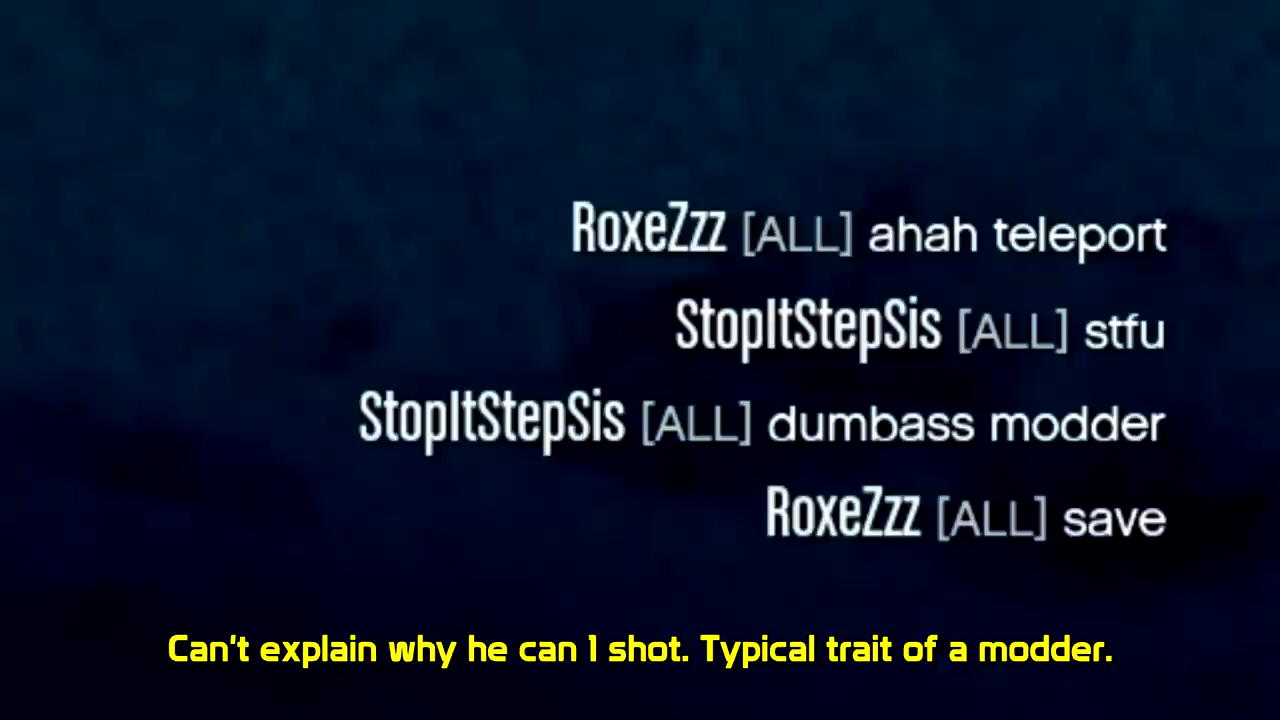 RoxeZzz [ALL] ahah teleport
StopItStepSis [ALL] stfu
StopItStepSis [ALL] dumbass modder
RoxeZzz [ALL] save
Can't explain why he can 1 shot. Typical trait of a modder.